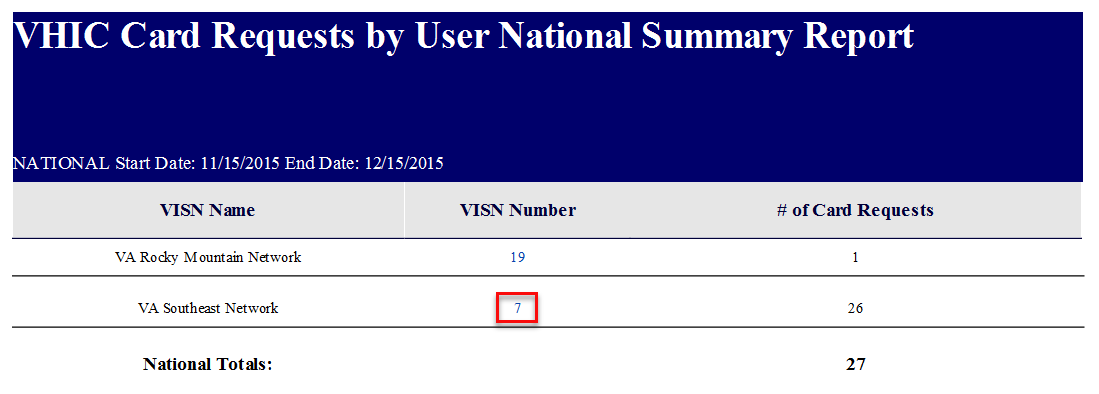 VHIC Card Requests by User National Summary Report
NATIONAL Start Date: 11/15/2015 End Date: 12/15/2015
VISN Name VISN Number # of Card Requests
VA Rocky Mountain Network 19 1
VA Southeast Network 7 26
National Totals: 27